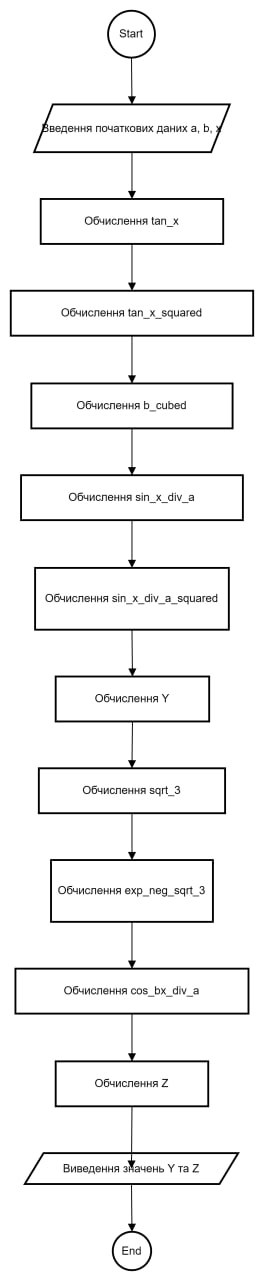 Start
Введення початкових даних a, b, x
Обчислення tan_x
Обчислення tan_x_squared
Обчислення b_cubed
Обчислення sin_x_div_a
Обчислення sin_x_div_a_squared
Обчислення Y
Обчислення sqrt_3
Обчислення exp_neg_sqrt_3
Обчислення cos_bx_div_a
Обчислення Z
Виведення значень Y та Z
End